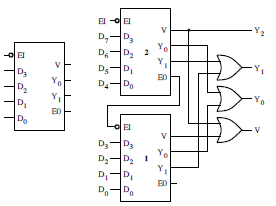 EI
D3
D2
D1
D0
V
Y0
Y1
E0
EI
EI
D7 D3
D6 D2
D5 D1
D4 D0
2
V
Y0
Y1
E0
EI
D3 D3
D2 D2
D1 D1
D0 D0
1
V
Y0
Y1
E0
Y2
Y1
Y0
V